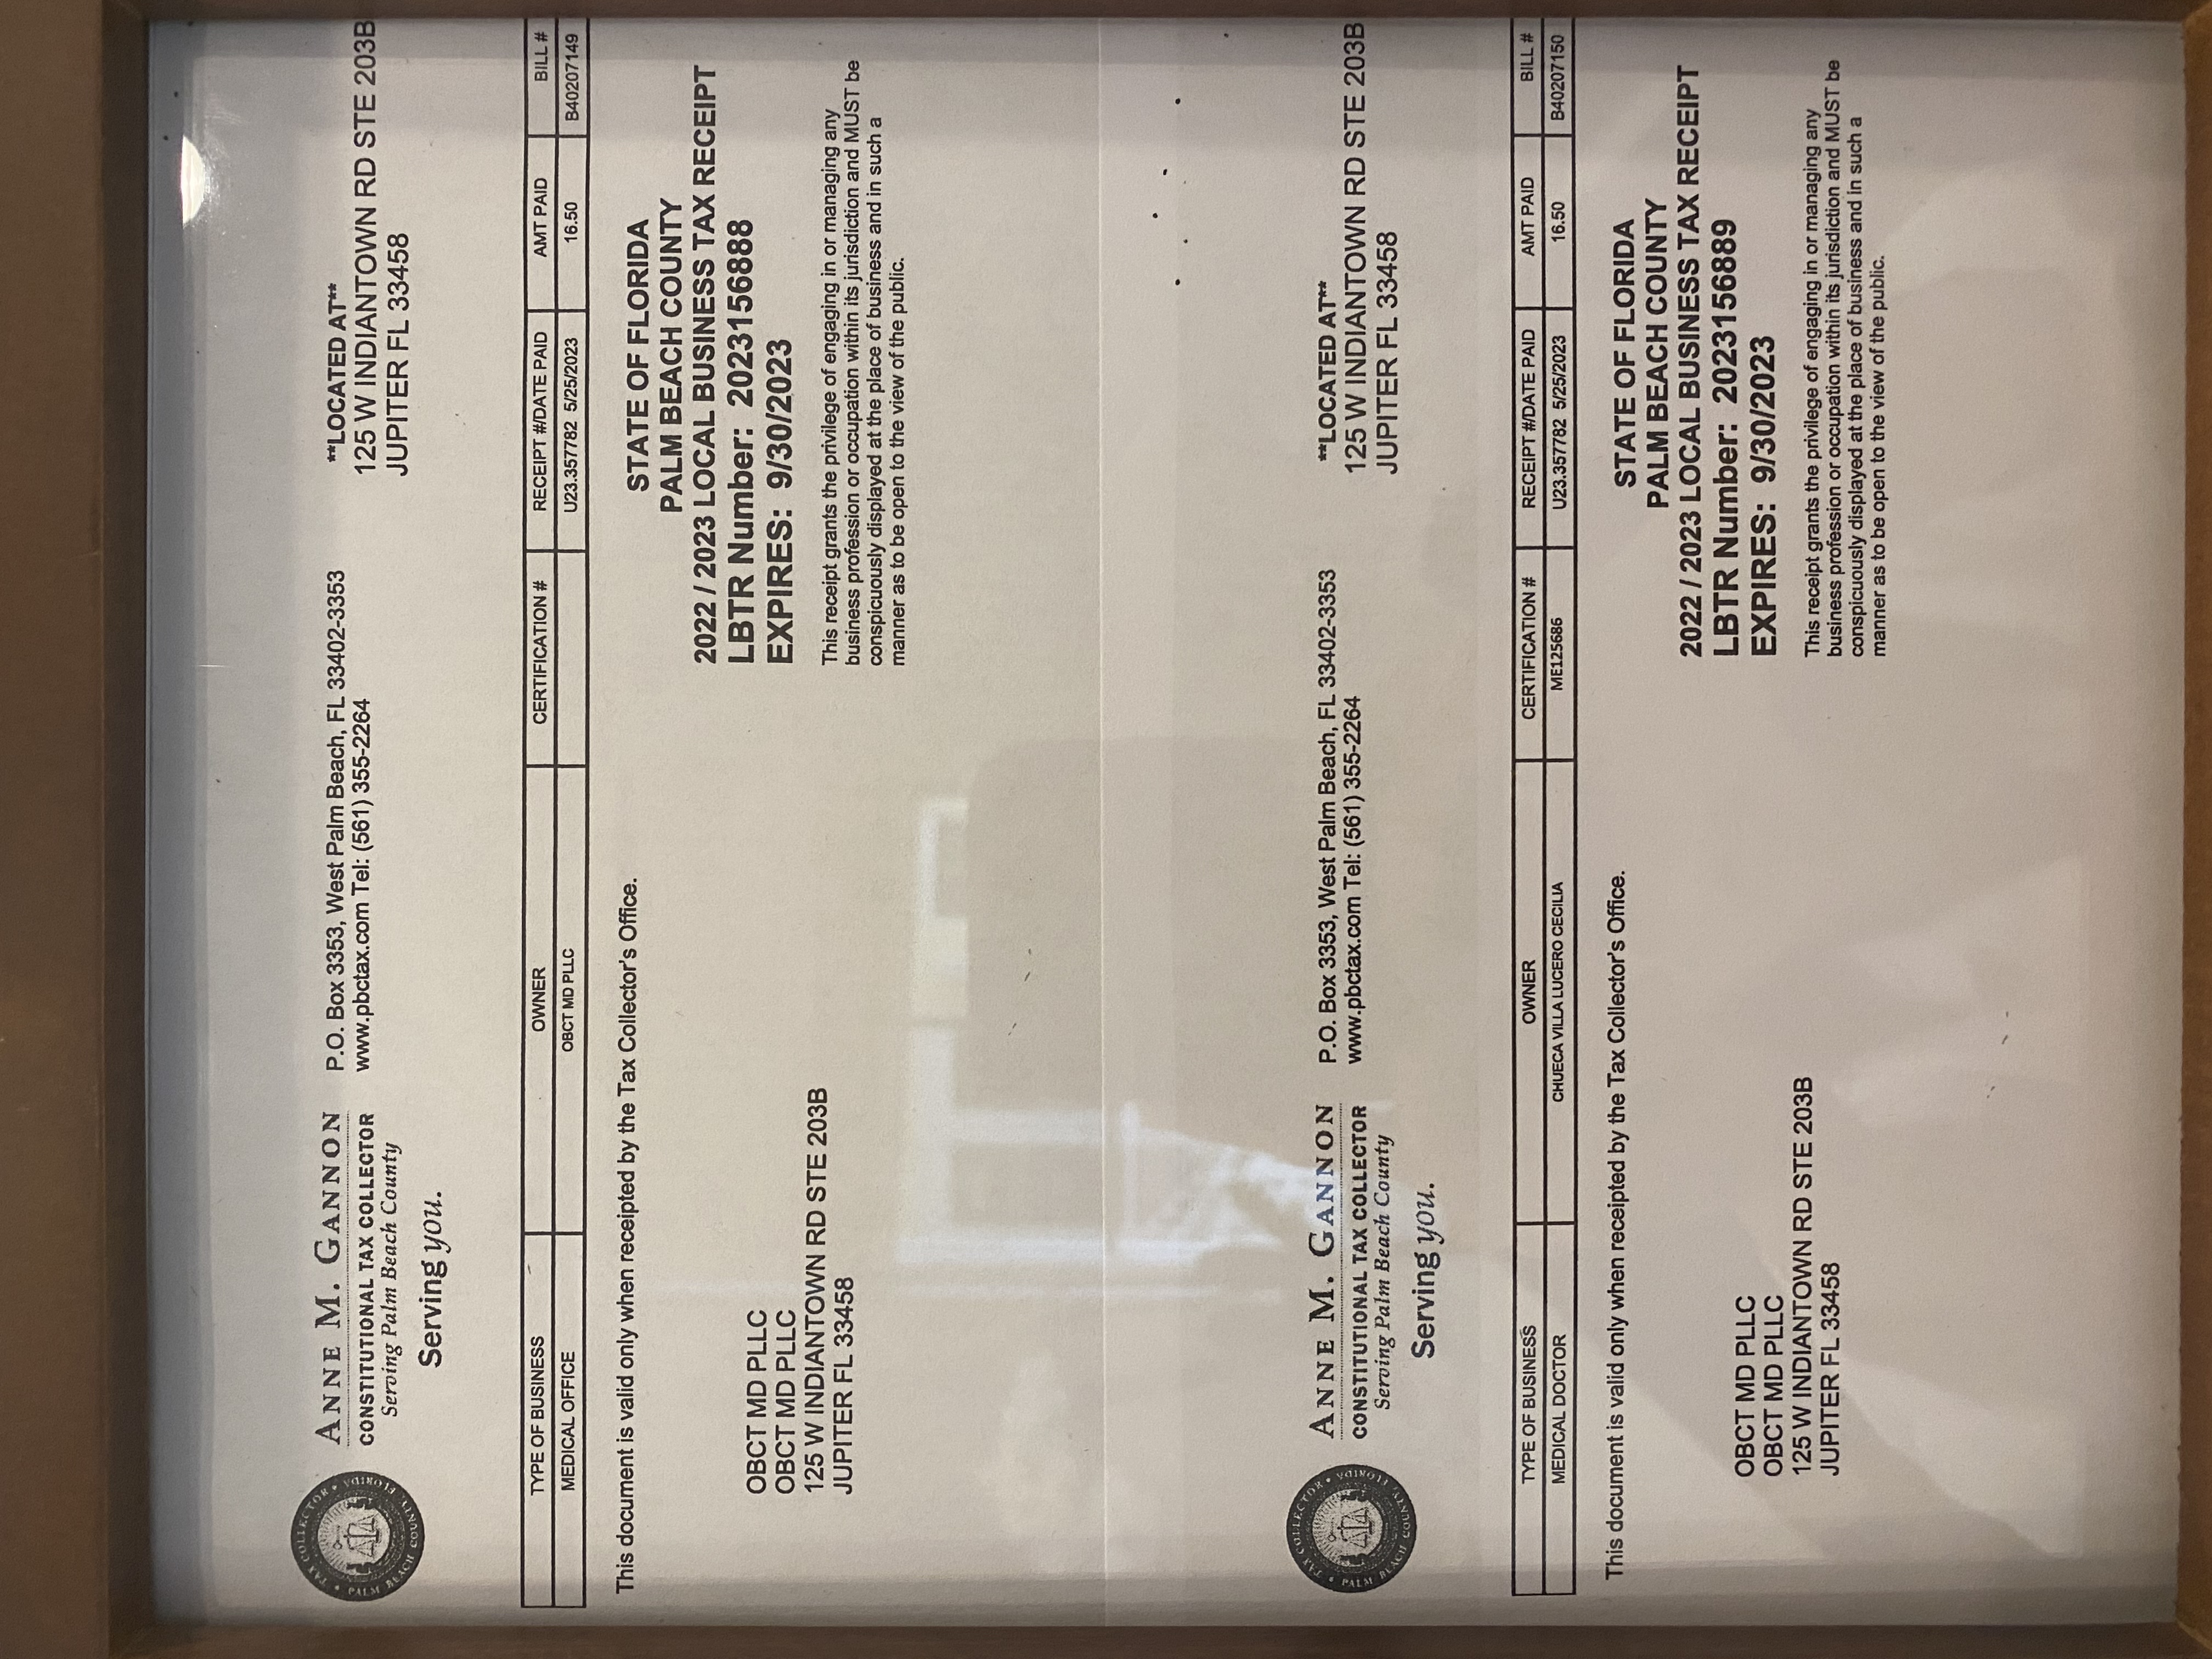 TAX COLLECTOR
PALM BEACH COUNTY, FLORIDA
ANNE M. GANNON
CONSTITUTIONAL TAX COLLECTOR
Serving Palm Beach County
Serving you.
P.O. Box 3353, West Palm Beach, FL 33402-3353
www.pbctax.com Tel: (561) 355-2264
**LOCATED AT**
125 W INDIANTOWN RD STE 203B
JUPITER FL 33458
TYPE OF BUSINESS OWNER CERTIFICATION # RECEIPT #/DATE PAID AMT PAID BILL #
MEDICAL OFFICE OBCT MD PLLC U23.357782 5/25/2023 16.50 B40207149
This document is valid only when receipted by the Tax Collector's Office.
OBCT MD PLLC
OBCT MD PLLC
125 W INDIANTOWN RD STE 203B
JUPITER FL 33458
STATE OF FLORIDA
PALM BEACH COUNTY
2022 / 2023 LOCAL BUSINESS TAX RECEIPT
LBTR Number: 2023156888
EXPIRES: 9/30/2023
This receipt grants the privilege of engaging in or managing any
business profession or occupation within its jurisdiction and MUST be
conspicuously displayed at the place of business and in such a
manner as to be open to the view of the public.
TAX COLLECTOR
PALM BEACH COUNTY, FLORIDA
ANNE M. GANNON
CONSTITUTIONAL TAX COLLECTOR
Serving Palm Beach County
Serving you.
P.O. Box 3353, West Palm Beach, FL 33402-3353
www.pbctax.com Tel: (561) 355-2264
**LOCATED AT**
125 W INDIANTOWN RD STE 203B
JUPITER FL 33458
TYPE OF BUSINESS OWNER CERTIFICATION # RECEIPT #/DATE PAID AMT PAID BILL #
MEDICAL DOCTOR CHUECA VILLA LUCERO CECILIA ME125686 U23.357782 5/25/2023 16.50 B40207150
This document is valid only when receipted by the Tax Collector's Office.
OBCT MD PLLC
OBCT MD PLLC
125 W INDIANTOWN RD STE 203B
JUPITER FL 33458
STATE OF FLORIDA
PALM BEACH COUNTY
2022 / 2023 LOCAL BUSINESS TAX RECEIPT
LBTR Number: 2023156889
EXPIRES: 9/30/2023
This receipt grants the privilege of engaging in or managing any
business profession or occupation within its jurisdiction and MUST be
conspicuously displayed at the place of business and in such a
manner as to be open to the view of the public.